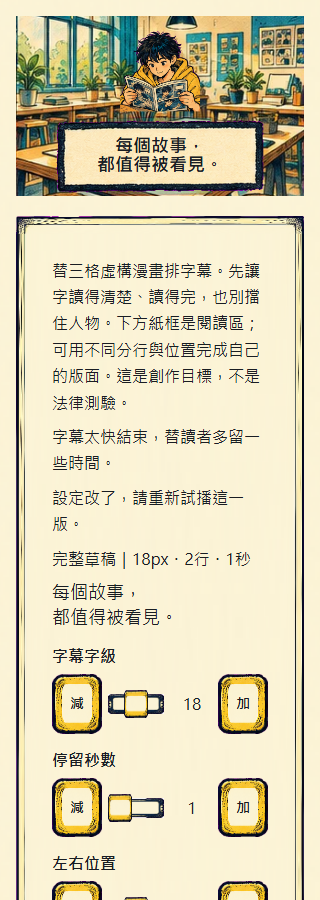 每個故事，
都值得被看見。
替三格虛構漫畫排字幕。先讓
字讀得清楚、讀得完，也別擋
住人物。下方紙框是閱讀區；
可用不同分行與位置完成自己
的版面。這是創作目標，不是
法律測驗。
字幕太快結束，替讀者多留一
些時間。
設定改了，請重新試播這一
版。
完整草稿｜18px・2行・1秒
每個故事，
都值得被看見。
字幕字級
減 18 加
停留秒數
減 1 加
左右位置